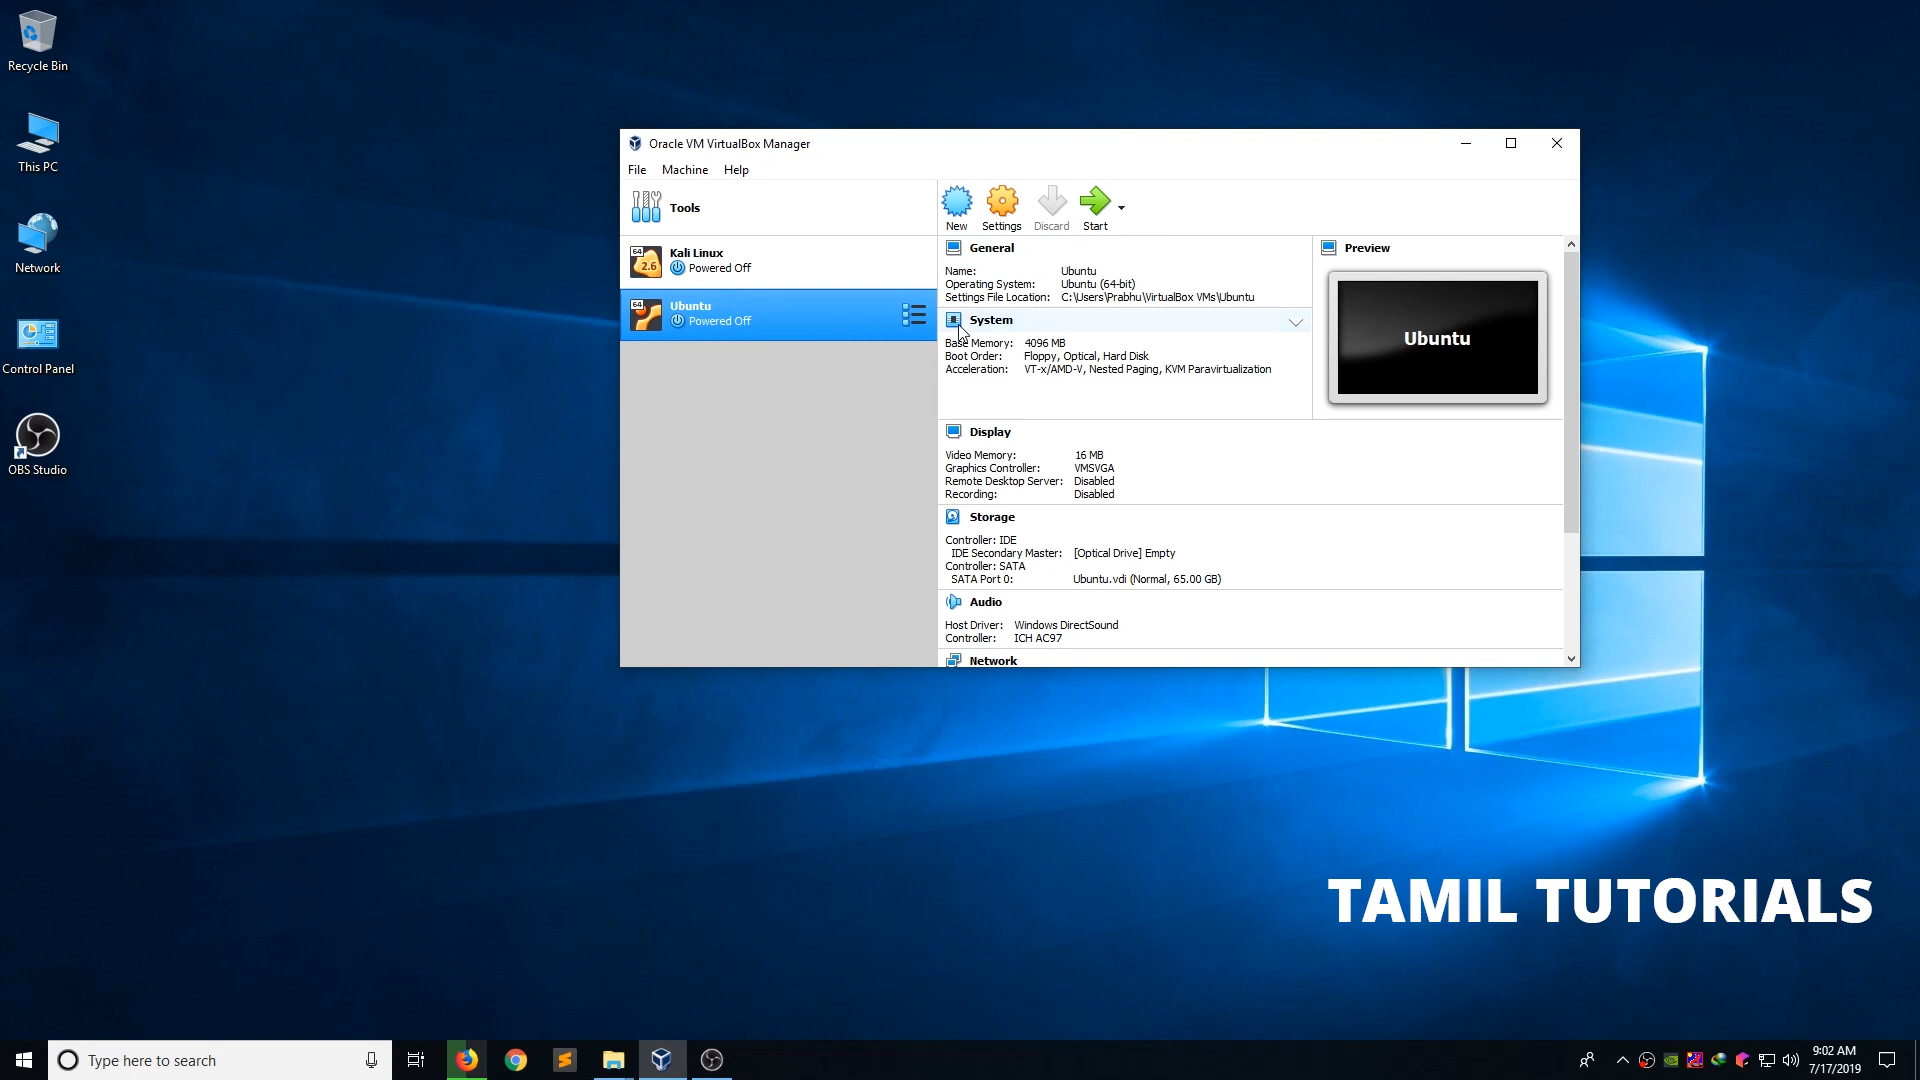 Recycle Bin
This PC
Network
Control Panel
OBS Studio
Oracle VM VirtualBox Manager
File Machine Help
Tools
New Settings Discard Start
64
2.6
Kali Linux
Powered Off
64
Ubuntu
Powered Off
General
Name: Ubuntu
Operating System: Ubuntu (64-bit)
Settings File Location: C:\Users\Prabhu\VirtualBox VMs\Ubuntu
System
Base Memory: 4096 MB
Boot Order: Floppy, Optical, Hard Disk
Acceleration: VT-x/AMD-V, Nested Paging, KVM Paravirtualization
Preview
Ubuntu
Display
Video Memory: 16 MB
Graphics Controller: VMSVGA
Remote Desktop Server: Disabled
Recording: Disabled
Storage
Controller: IDE
IDE Secondary Master: [Optical Drive] Empty
Controller: SATA
SATA Port 0: Ubuntu.vdi (Normal, 65.00 GB)
Audio
Host Driver: Windows DirectSound
Controller: ICH AC97
Network
TAMIL TUTORIALS
Type here to search
9:02 AM
7/17/2019